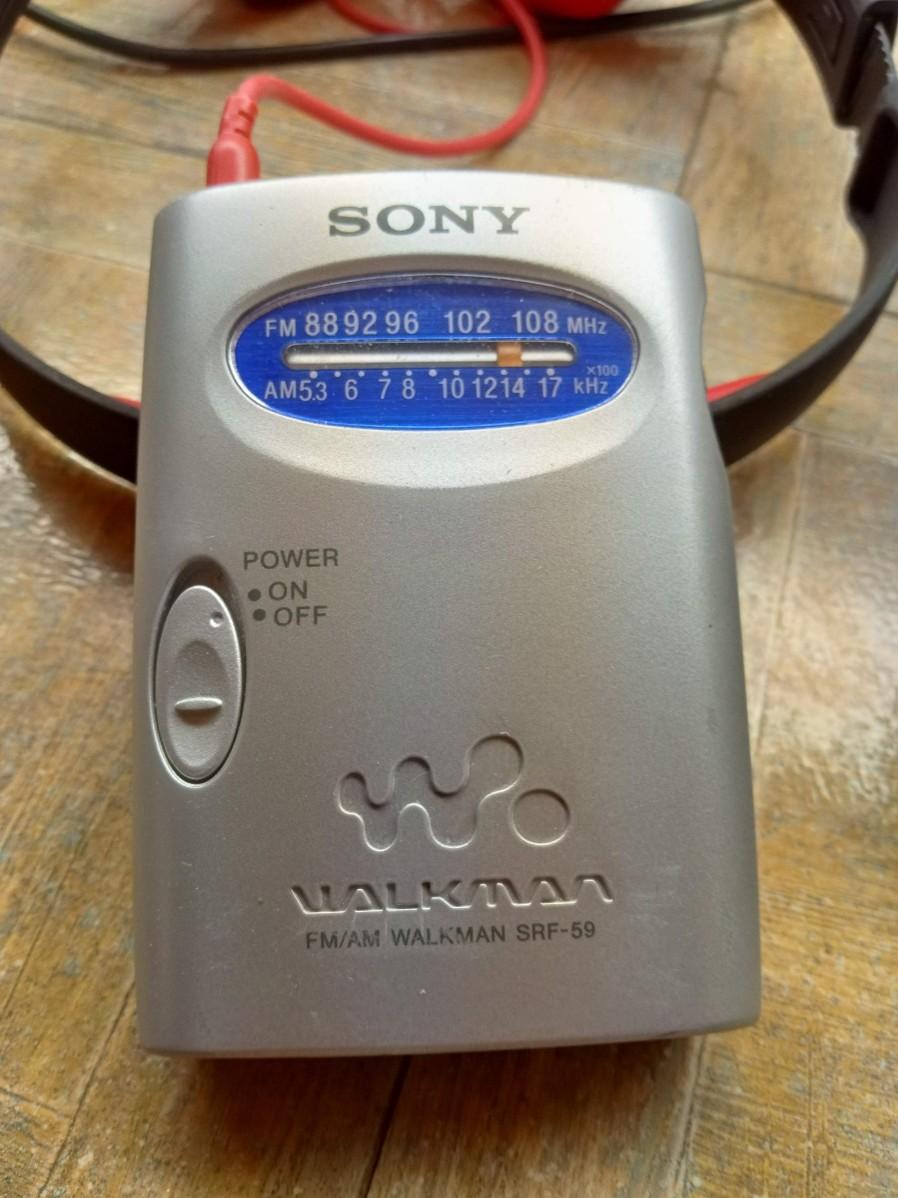 SONY
FM 88 92 96 102 108 MHz
AM 5.3 6 7 8 10 12 14 17 ×100 kHz
POWER
ON
OFF
WALKMAN
FM/AM WALKMAN SRF-59